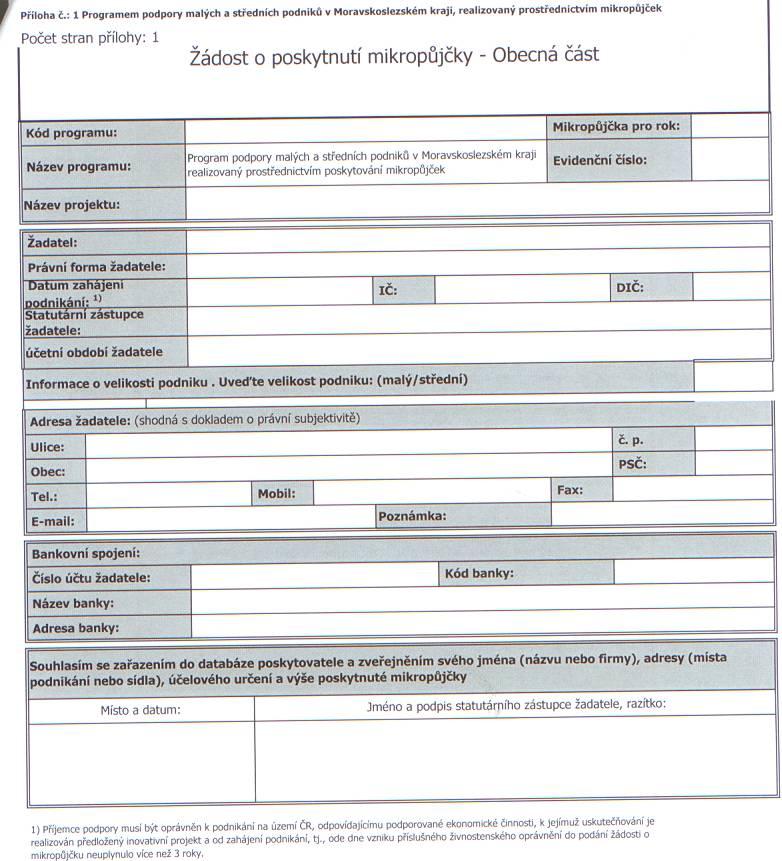 Příloha č.: 1 Programem podpory malých a středních podniků v Moravskoslezském kraji, realizovaný prostřednictvím mikropůjček
Počet stran přílohy: 1
Žádost o poskytnutí mikropůjčky - Obecná část
Kód programu:
Mikropůjčka pro rok:
Název programu:
Program podpory malých a středních podniků v Moravskoslezském kraji
realizovaný prostřednictvím poskytování mikropůjček
Evidenční číslo:
Název projektu:
Žadatel:
Právní forma žadatele:
Datum zahájení
podnikání: 1)
IČ:
DIČ:
Statutární zástupce
žadatele:
účetní období žadatele
Informace o velikosti podniku . Uveďte velikost podniku: (malý/střední)
Adresa žadatele: (shodná s dokladem o právní subjektivitě)
Ulice:
č. p.
Obec:
PSČ:
Tel.:
Mobil:
Fax:
E-mail:
Poznámka:
Bankovní spojení:
Číslo účtu žadatele:
Kód banky:
Název banky:
Adresa banky:
Souhlasím se zařazením do databáze poskytovatele a zveřejněním svého jména (názvu nebo firmy), adresy (místa
podnikání nebo sídla), účelového určení a výše poskytnuté mikropůjčky
Místo a datum:
Jméno a podpis statutárního zástupce žadatele, razítko:
1) Příjemce podpory musí být oprávněn k podnikání na území ČR, odpovídajícímu podporované ekonomické činnosti, k jejímuž uskutečňování je
realizován předložený inovativní projekt a od zahájení podnikání, tj., ode dne vzniku příslušného živnostenského oprávnění do podání žádosti o
mikropůjčku neuplynulo více než 3 roky.